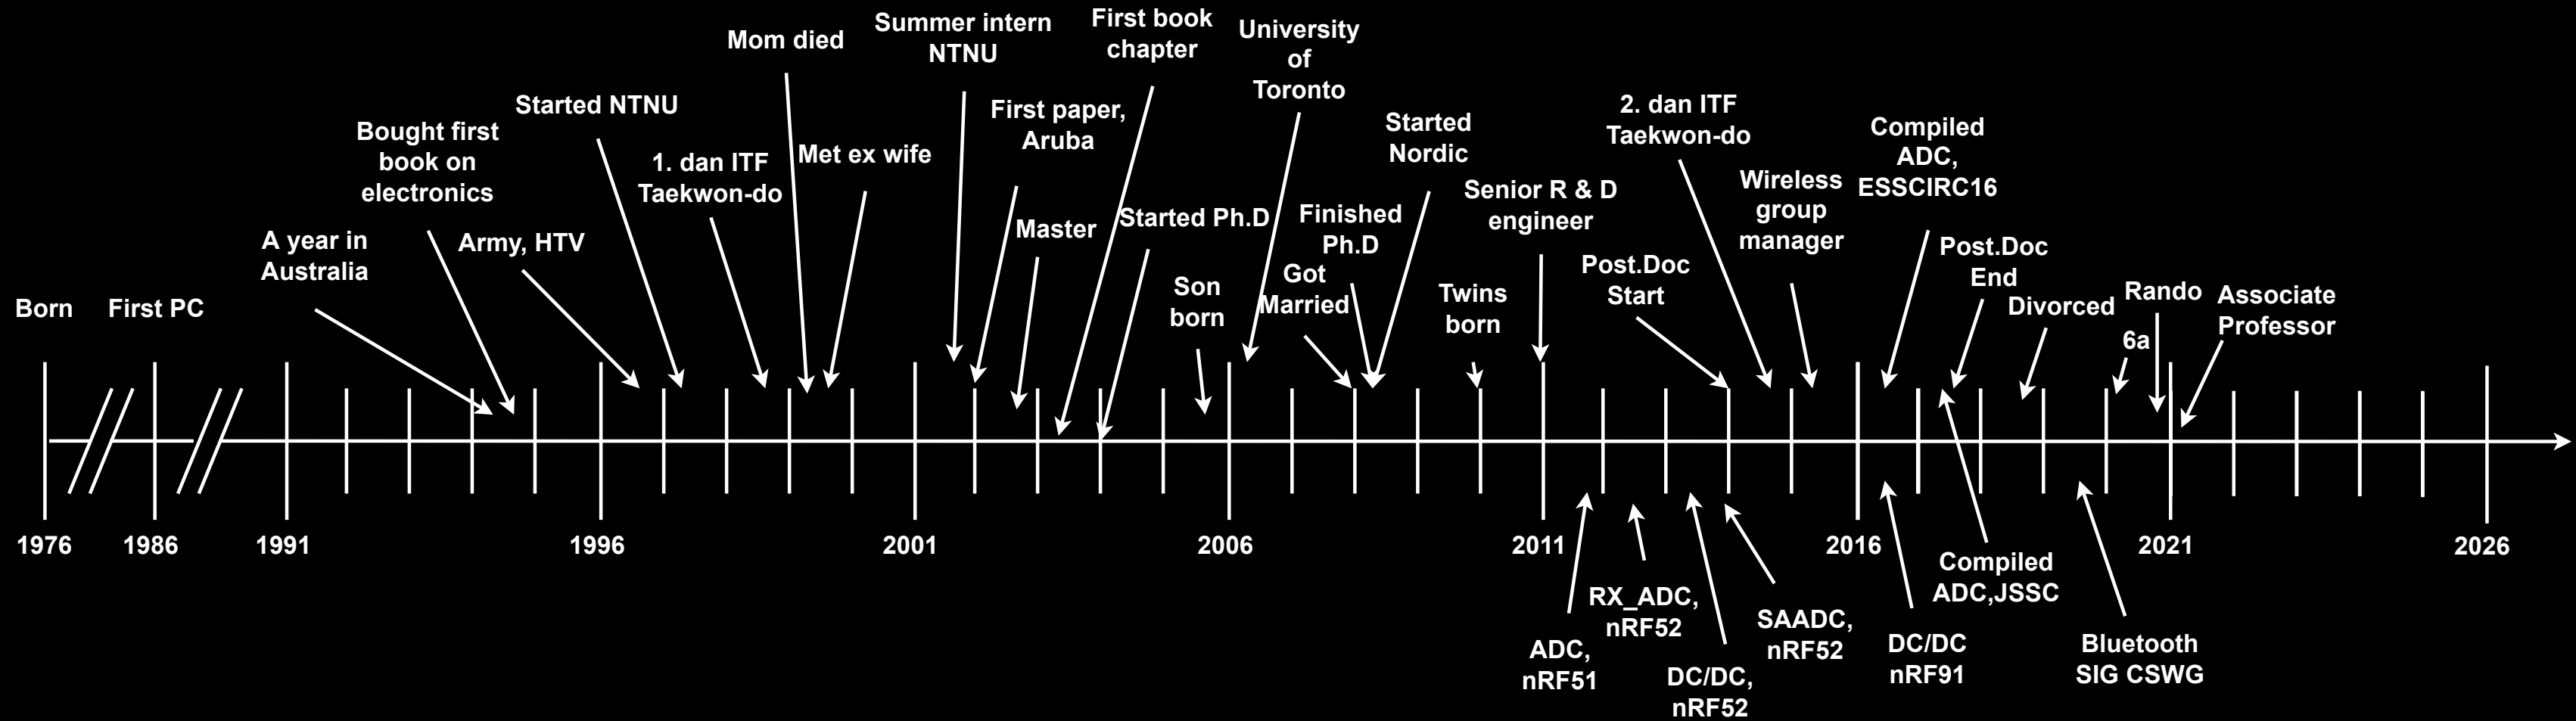 Born
First PC
A year in
Australia
Bought first
book on
electronics
Army, HTV
Started NTNU
1. dan ITF
Taekwon-do
Mom died
Met ex wife
Summer intern
NTNU
First paper,
Aruba
Master
First book
chapter
Started Ph.D
Son
born
University
of
Toronto
Got
Married
Finished
Ph.D
Started
Nordic
Twins
born
Senior R & D
engineer
Post.Doc
Start
2. dan ITF
Taekwon-do
Wireless
group
manager
Compiled
ADC,
ESSCIRC16
Post.Doc
End
Divorced
6a
Rando
Associate
Professor
1976
1986
1991
1996
2001
2006
2011
2016
2021
2026
ADC,
nRF51
RX_ADC,
nRF52
DC/DC,
nRF52
SAADC,
nRF52
DC/DC
nRF91
Compiled
ADC,JSSC
Bluetooth
SIG CSWG